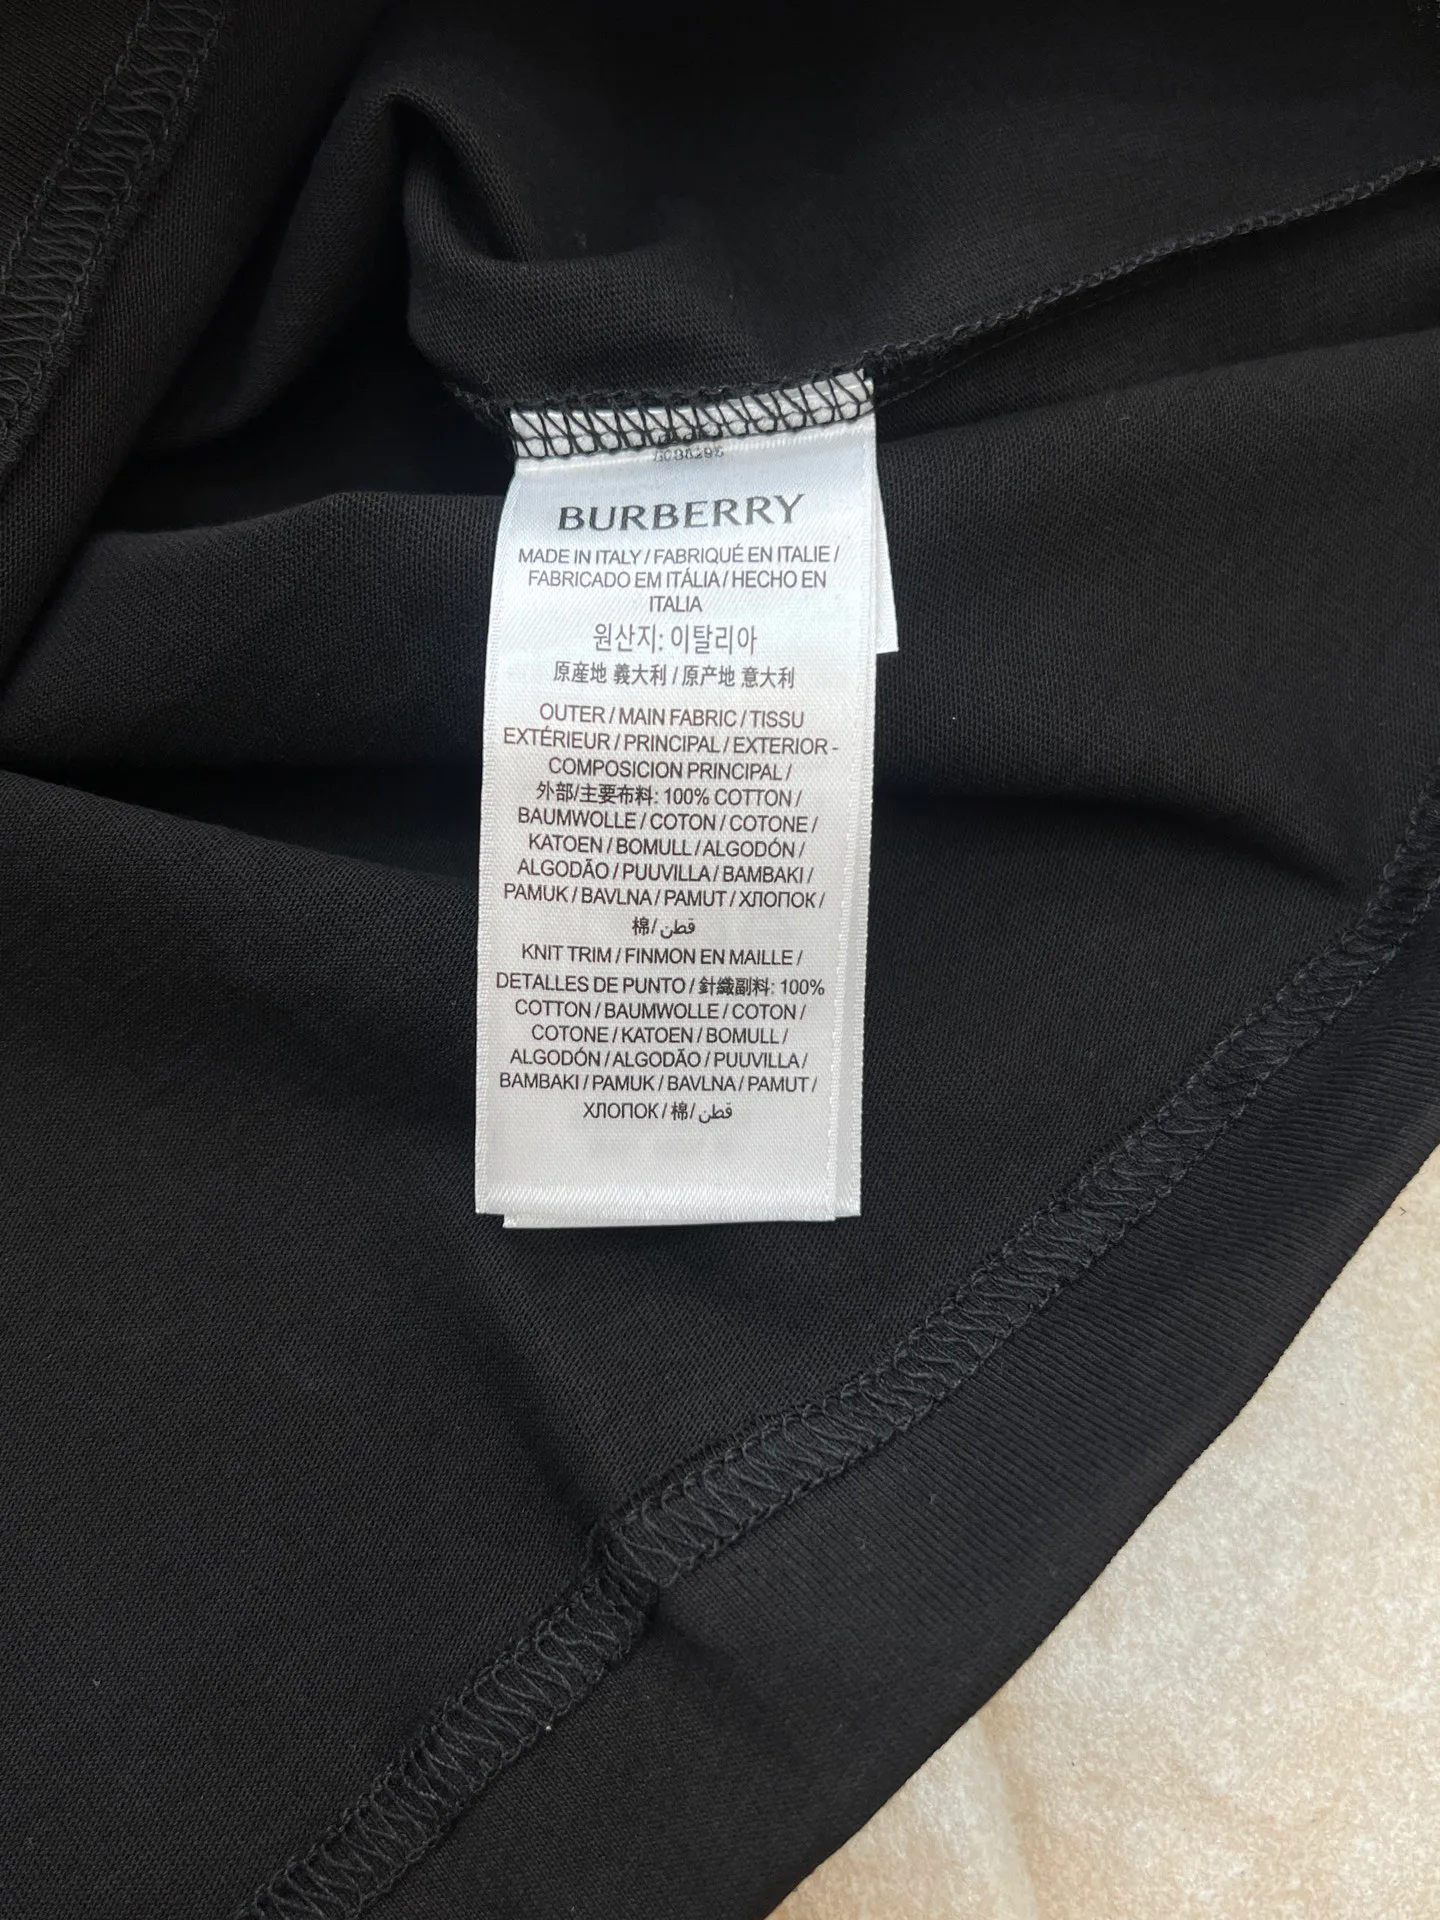 BURBERRY
MADE IN ITALY / FABRIQUÉ EN ITALIE /
FABRICADO EM ITÁLIA / HECHO EN
ITALIA
원산지: 이탈리아
原産地 義大利 / 原产地 意大利
OUTER / MAIN FABRIC / TISSU
EXTÉRIEUR / PRINCIPAL / EXTERIOR -
COMPOSICION PRINCIPAL /
外部/主要布料: 100% COTTON /
BAUMWOLLE / COTON / COTONE /
KATOEN / BOMULL / ALGODÓN /
ALGODÃO / PUUVILLA / BAMBAKI /
PAMUK / BAVLNA / PAMUT / ХЛОПОК /
棉/ قطن
KNIT TRIM / FINMON EN MAILLE /
DETALLES DE PUNTO / 針織副料: 100%
COTTON / BAUMWOLLE / COTON /
COTONE / KATOEN / BOMULL /
ALGODÓN / ALGODÃO / PUUVILLA /
BAMBAKI / PAMUK / BAVLNA / PAMUT /
ХЛОПОК / 棉/ قطن